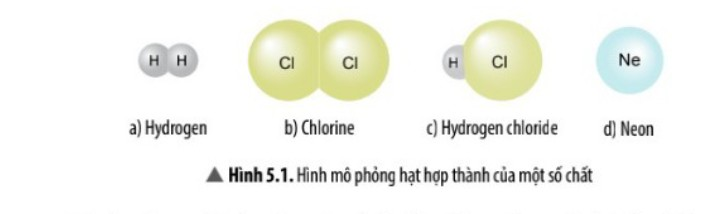 H H Cl Cl H Cl Ne
a) Hydrogen b) Chlorine c) Hydrogen chloride d) Neon
▲ Hình 5.1. Hình mô phỏng hạt hợp thành của một số chất